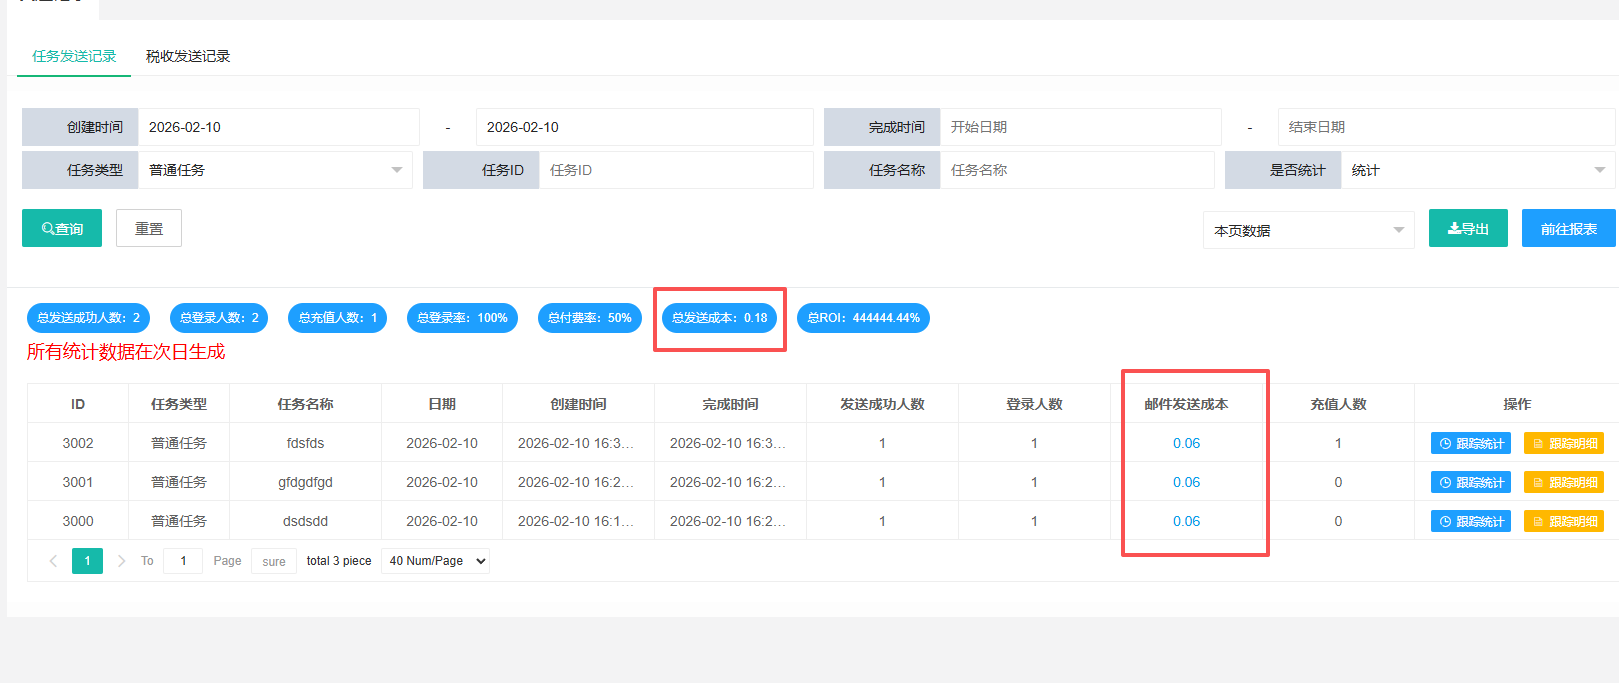 任务发送记录 税收发送记录
创建时间 2026-02-10 - 2026-02-10 完成时间 开始日期 - 结束日期
任务类型 普通任务 任务ID 任务ID 任务名称 任务名称 是否统计 统计
查询 重置 本页数据 导出 前往报表
总发送成功人数：2 总登录人数：2 总充值人数：1 总登录率：100% 总付费率：50% 总发送成本：0.18 总ROI：444444.44%
所有统计数据在次日生成
ID 任务类型 任务名称 日期 创建时间 完成时间 发送成功人数 登录人数 邮件发送成本 充值人数 操作
3002 普通任务 fdsfds 2026-02-10 2026-02-10 16:3... 2026-02-10 16:3... 1 1 0.06 1 跟踪统计 跟踪明细
3001 普通任务 gfdgdfgd 2026-02-10 2026-02-10 16:2... 2026-02-10 16:2... 1 1 0.06 0 跟踪统计 跟踪明细
3000 普通任务 dsdsdd 2026-02-10 2026-02-10 16:1... 2026-02-10 16:2... 1 1 0.06 0 跟踪统计 跟踪明细
1 To 1 Page sure total 3 piece 40 Num/Page